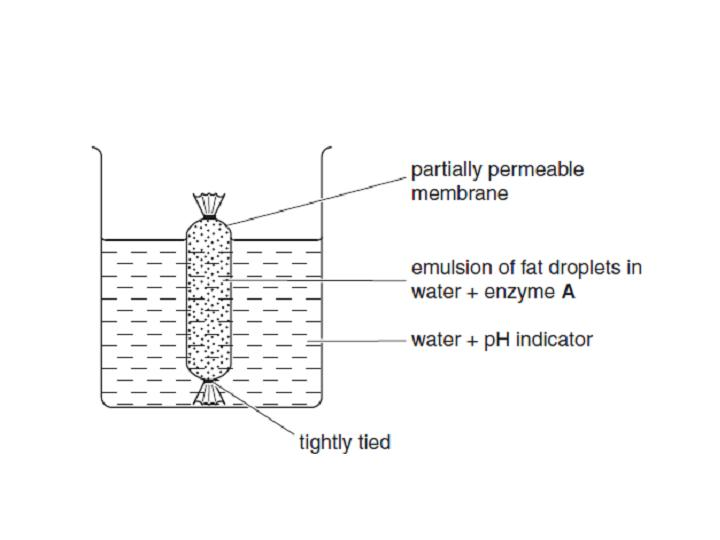 partially permeable
membrane
emulsion of fat droplets in
water + enzyme A
water + pH indicator
tightly tied